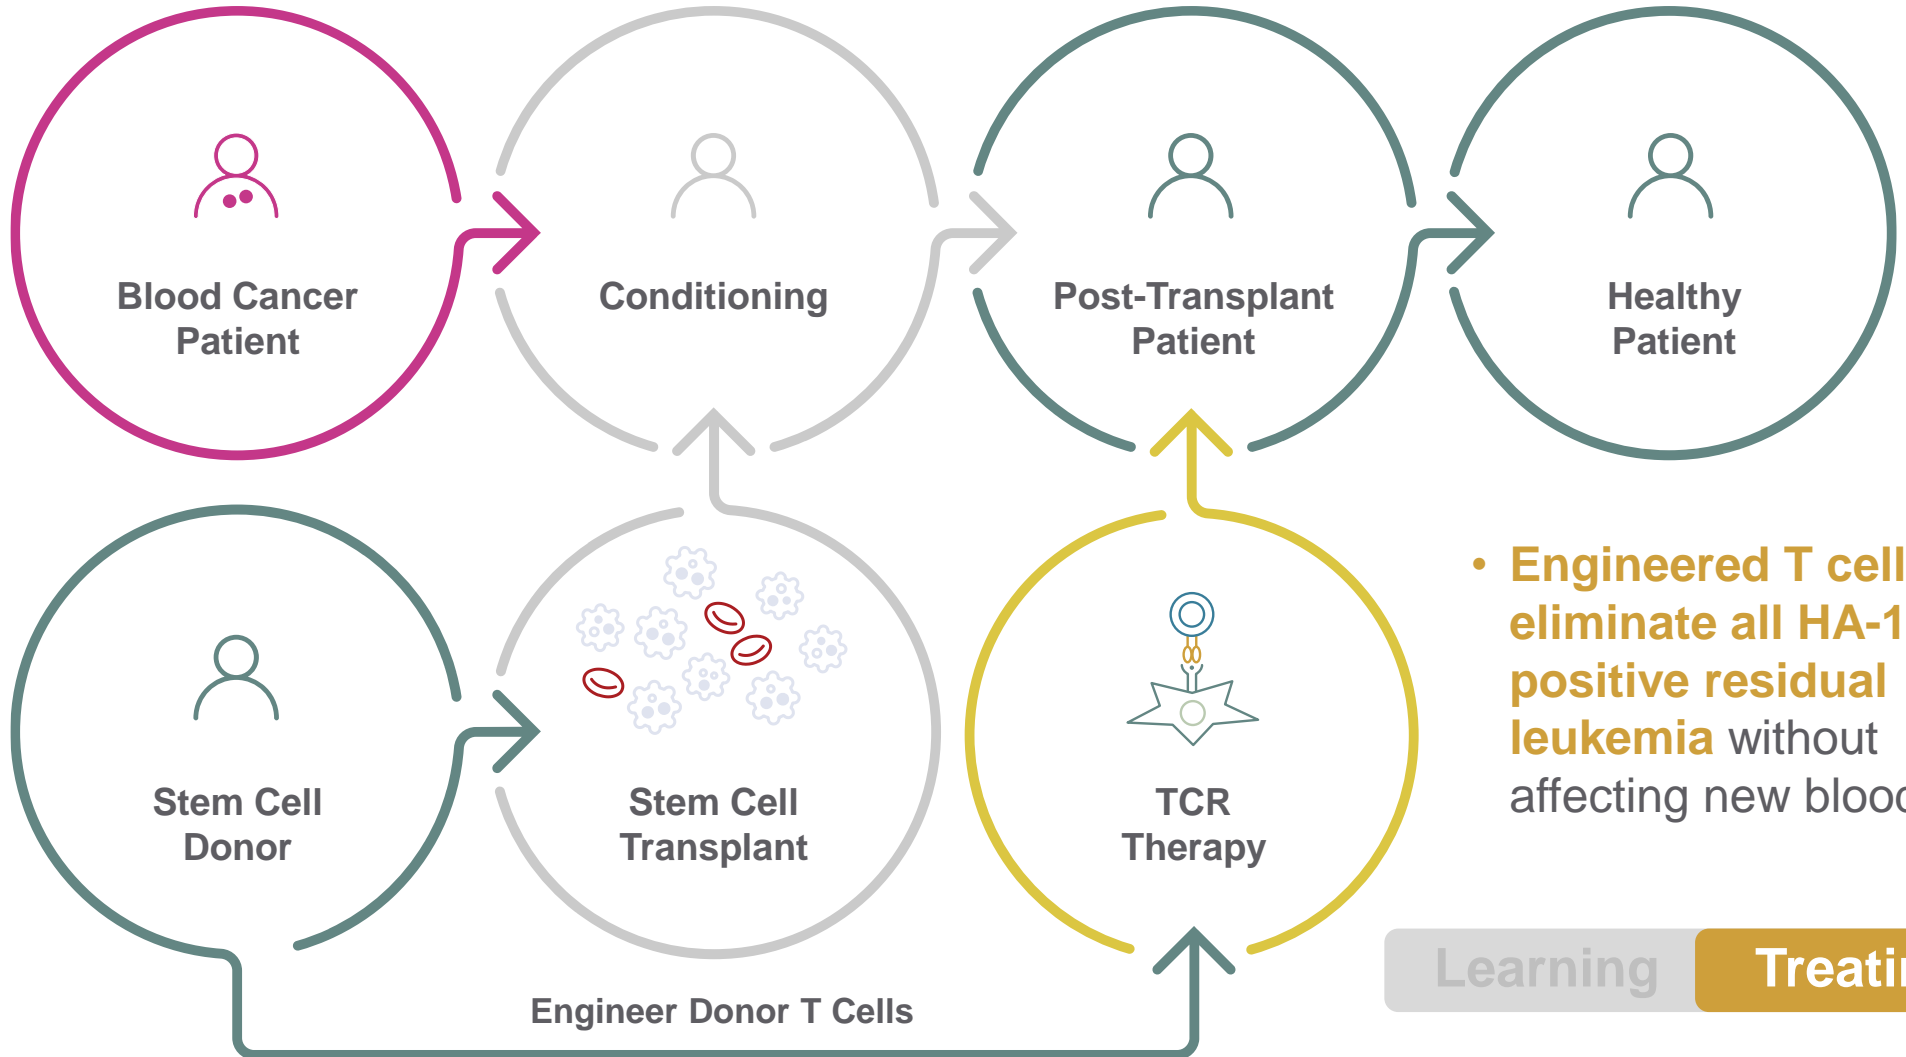 Blood Cancer
Patient
Conditioning
Post-Transplant
Patient
Healthy
Patient
Stem Cell
Donor
Stem Cell
Transplant
TCR
Therapy
• Engineered T cell
eliminate all HA-1
positive residual
leukemia without
affecting new blood
Learning
Treatin
Engineer Donor T Cells